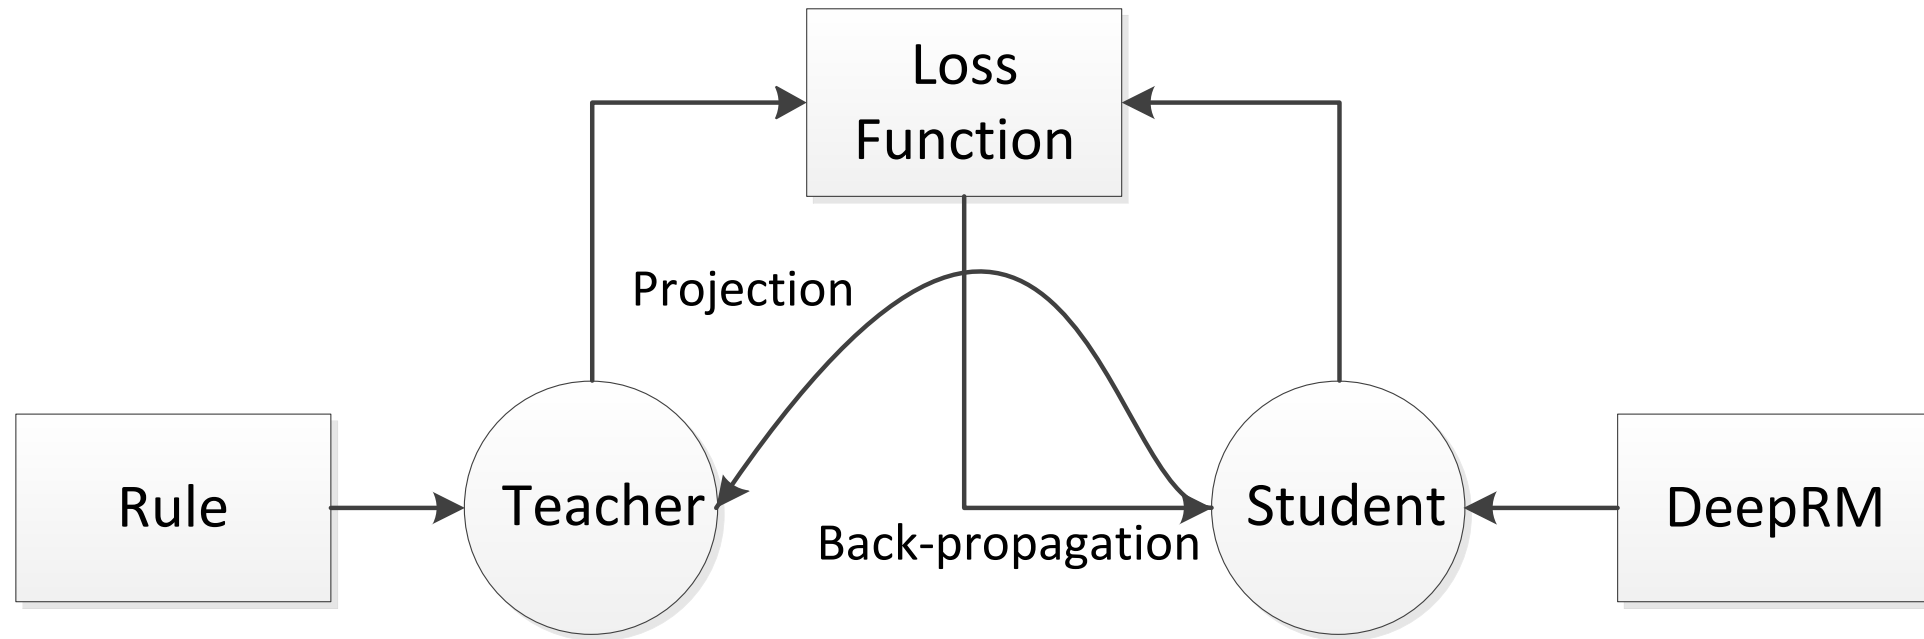 Loss
Function
Projection
Rule
Teacher
Student
DeepRM
Back-propagation